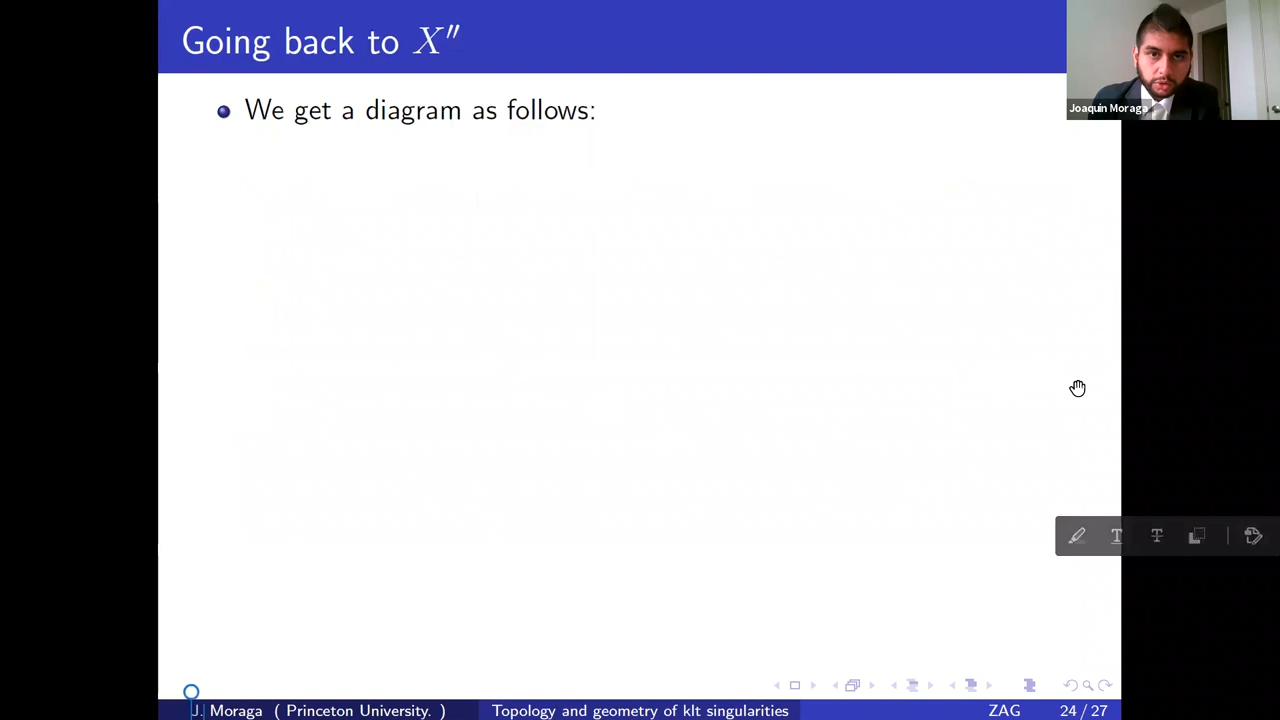 Going back to X″
Joaquín Moraga
We get a diagram as follows:
J. Moraga ( Princeton University. ) Topology and geometry of klt singularities ZAG 24 / 27